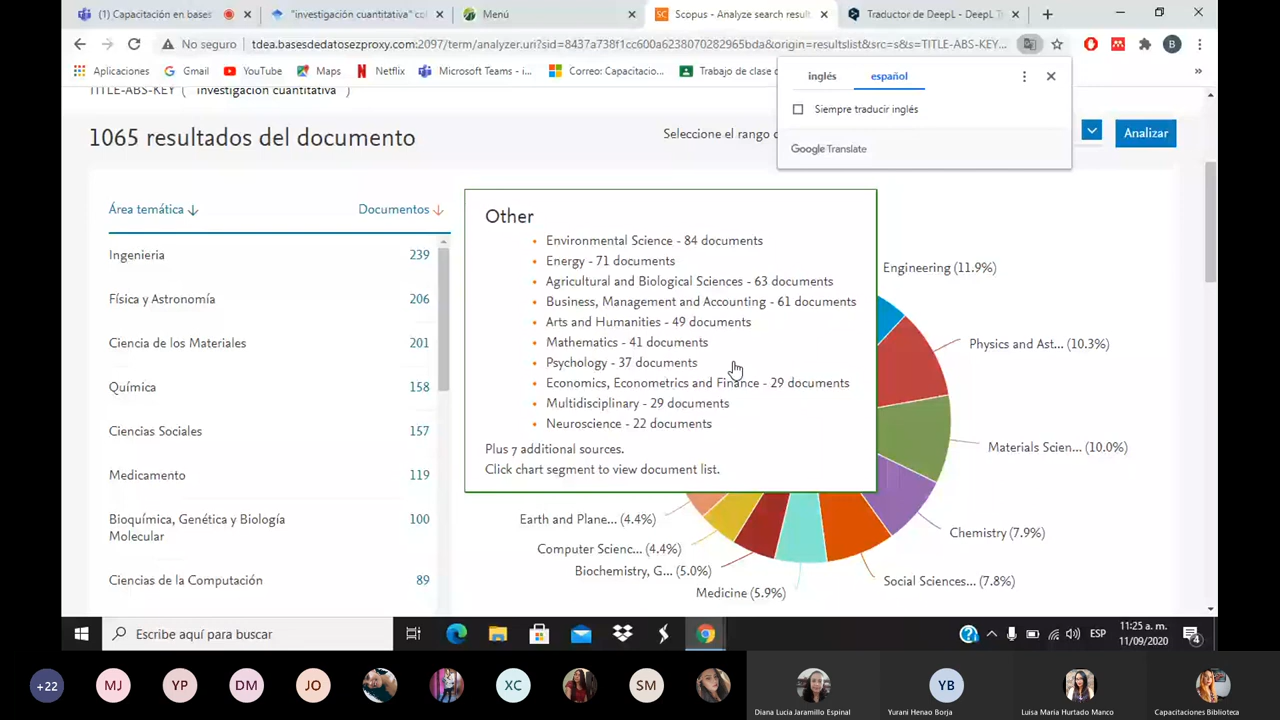 (1) Capacitación en bases
"investigación cuantitativa" col
Menú
Scopus - Analyze search result
Traductor de DeepL - DeepL T
No seguro
tdea.basesdedatosezproxy.com:2097/term/analyzer.uri?sid=8437a738f1cc600a6238070282965bda&origin=resultslist&src=s&s=TITLE-ABS-KEY...
Aplicaciones
Gmail
YouTube
Maps
Netflix
Microsoft Teams - i...
Correo: Capacitacio...
Trabajo de clase
»
inglés
español
Siempre traducir inglés
Google Translate
TITLE-ABS-KEY ( "investigación cuantitativa" )
1065 resultados del documento
Seleccione el rango
Analizar
Área temática
Documentos
Ingenieria 239
Física y Astronomía 206
Ciencia de los Materiales 201
Química 158
Ciencias Sociales 157
Medicamento 119
Bioquímica, Genética y Biología
Molecular 100
Ciencias de la Computación 89
Other
• Environmental Science - 84 documents
• Energy - 71 documents
• Agricultural and Biological Sciences - 63 documents
• Business, Management and Accounting - 61 documents
• Arts and Humanities - 49 documents
• Mathematics - 41 documents
• Psychology - 37 documents
• Economics, Econometrics and Finance - 29 documents
• Multidisciplinary - 29 documents
• Neuroscience - 22 documents
Plus 7 additional sources.
Click chart segment to view document list.
Engineering (11.9%)
Physics and Ast... (10.3%)
Materials Scien... (10.0%)
Chemistry (7.9%)
Social Sciences... (7.8%)
Medicine (5.9%)
Biochemistry, G... (5.0%)
Computer Scienc... (4.4%)
Earth and Plane... (4.4%)
Escribe aquí para buscar
ESP
11:25 a. m.
11/09/2020
4
+22
MJ
YP
DM
JO
XC
SM
YB
Diana Lucia Jaramillo Espinal
Yurani Henao Borja
Luisa Maria Hurtado Manco
Capacitaciones Biblioteca